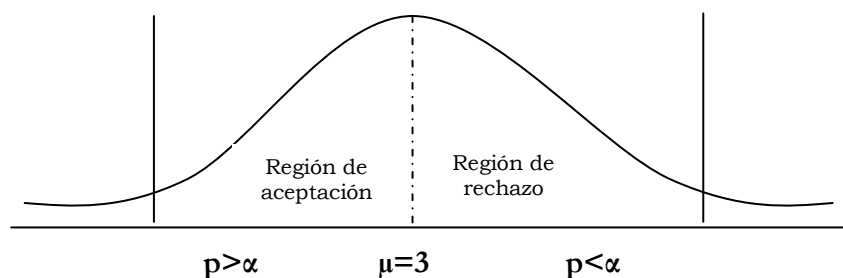 Región de
aceptación
Región de
rechazo
p>α
μ=3
p<α